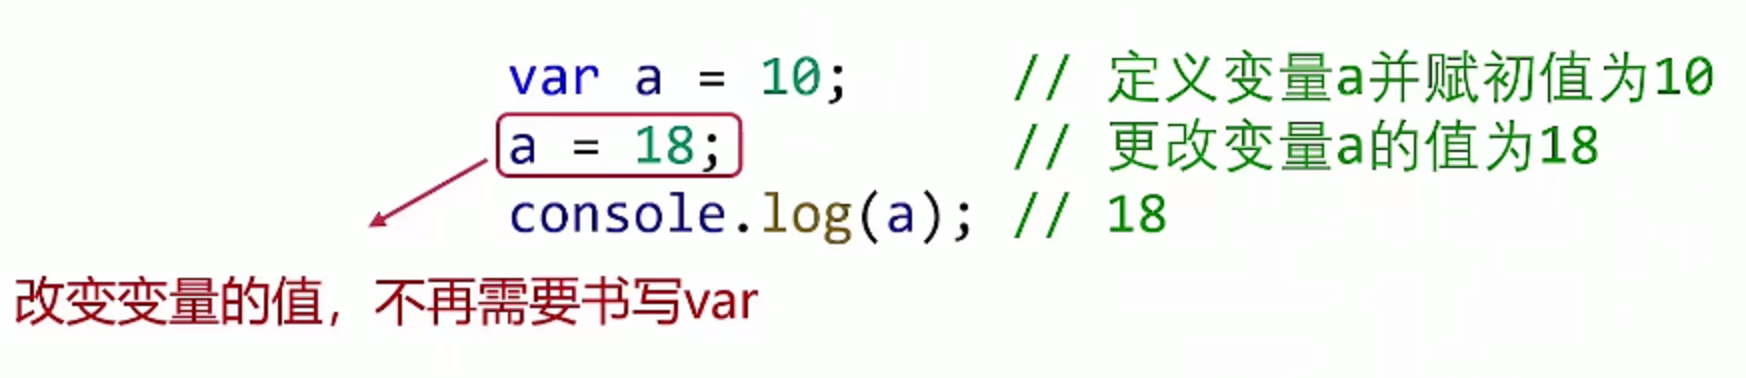 var a = 10; // 定义变量a并赋初值为10
a = 18; // 更改变量a的值为18
console.log(a); // 18
改变变量的值，不再需要书写var